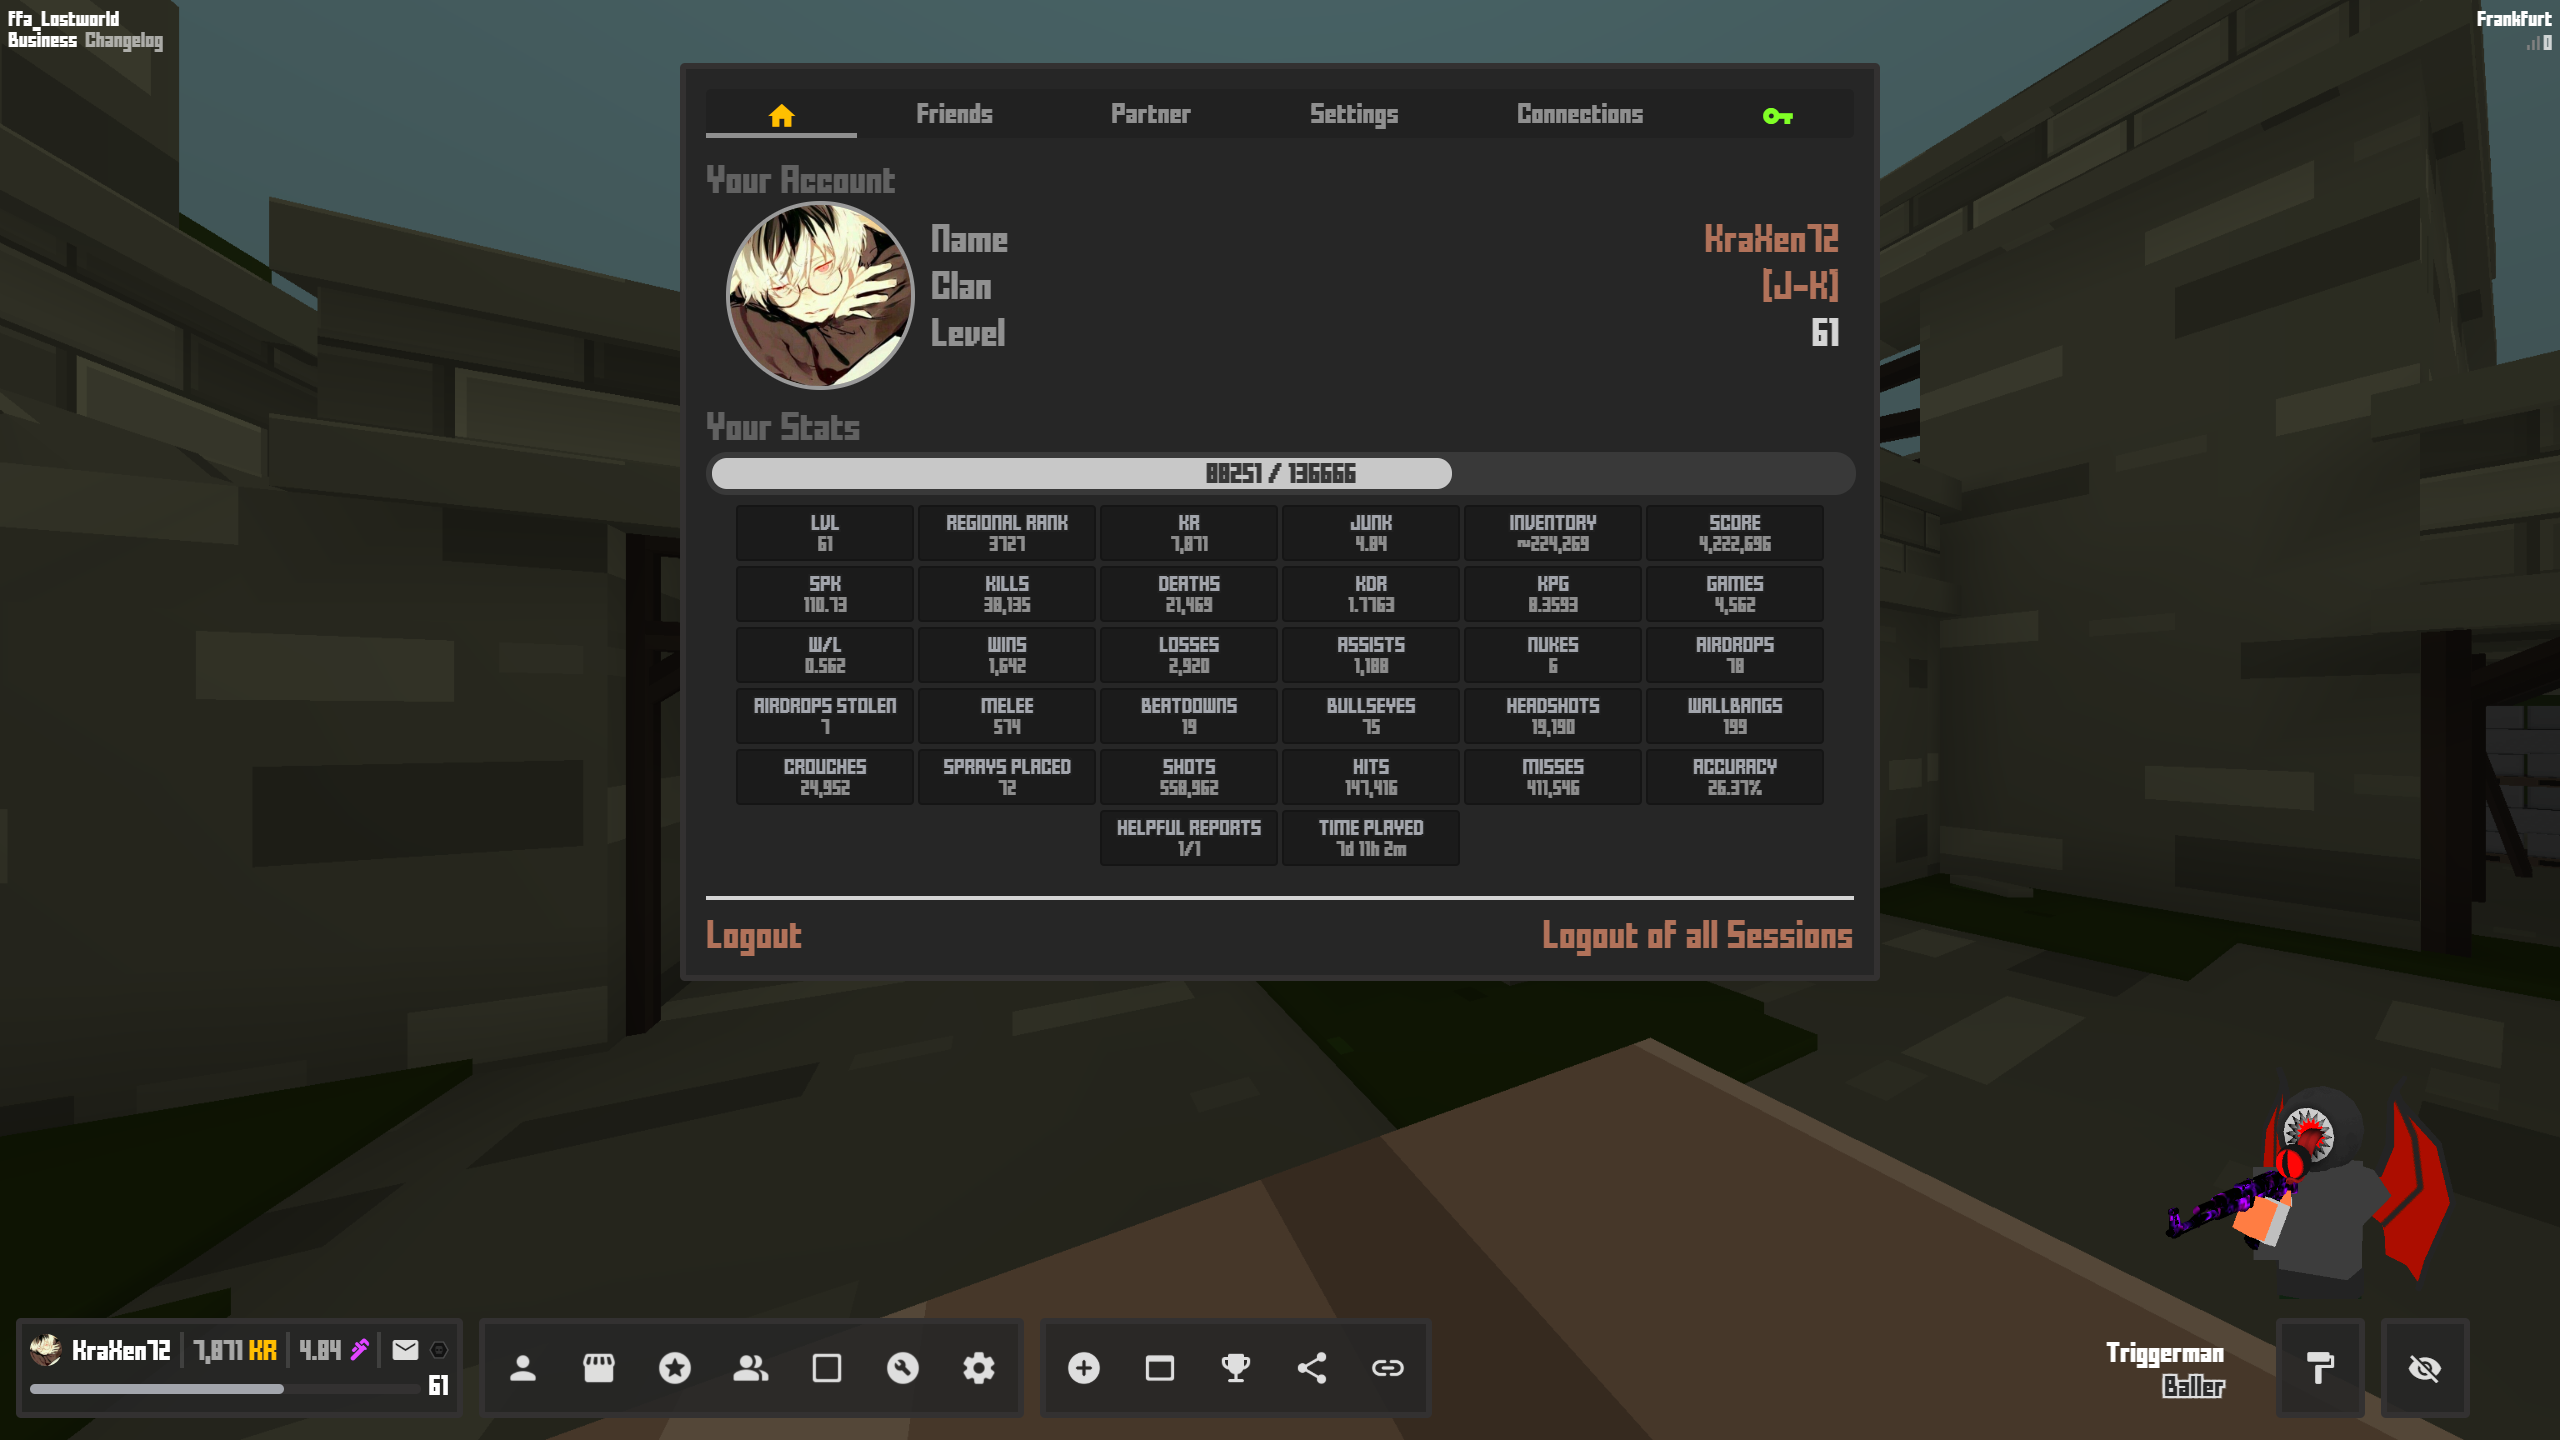 ffa_Lostworld
Business Changelog
Frankfurt
0
Friends
Partner
Settings
Connections
Your Account
Name
KraXen72
Clan
[J-K]
Level
61
Your Stats
88251 / 136666
LVL
61
REGIONAL RANK
3727
KR
7,871
JUNK
4.84
INVENTORY
~224,269
SCORE
4,222,696
SPK
110.73
KILLS
38,135
DEATHS
21,469
KDR
1.7763
KPG
8.3593
GAMES
4,562
W/L
0.562
WINS
1,642
LOSSES
2,920
ASSISTS
1,188
NUKES
6
AIRDROPS
78
AIRDROPS STOLEN
7
MELEE
574
BEATDOWNS
19
BULLSEYES
75
HEADSHOTS
19,190
WALLBANGS
199
CROUCHES
24,952
SPRAYS PLACED
72
SHOTS
558,962
HITS
147,416
MISSES
411,546
ACCURACY
26.37%
HELPFUL REPORTS
1/1
TIME PLAYED
7d 11h 2m
Logout
Logout of all Sessions
KraXen72
7,871 KR
4.84
61
Triggerman
Baller